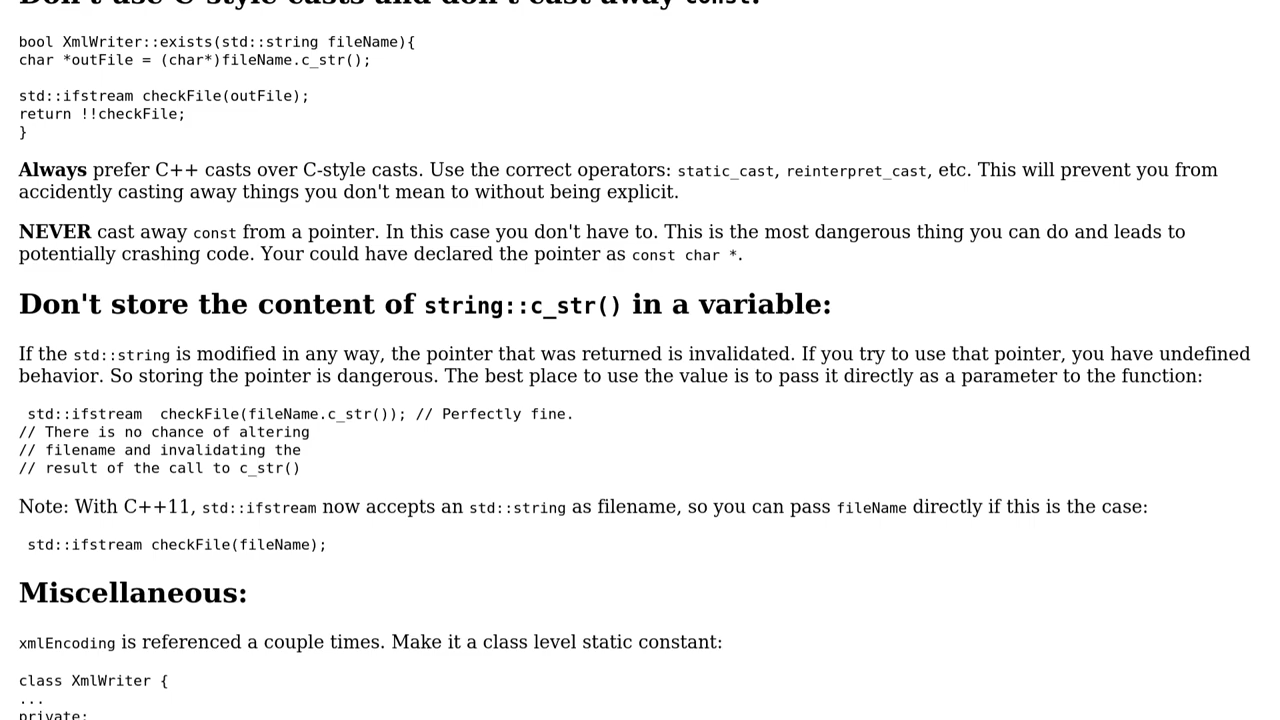 Don't use C-style casts and don't cast away const:
bool XmlWriter::exists(std::string fileName){
char *outFile = (char*)fileName.c_str();
std::ifstream checkFile(outFile);
return !!checkFile;
}
Always prefer C++ casts over C-style casts. Use the correct operators: static_cast, reinterpret_cast, etc. This will prevent you from
accidently casting away things you don't mean to without being explicit.
NEVER cast away const from a pointer. In this case you don't have to. This is the most dangerous thing you can do and leads to
potentially crashing code. Your could have declared the pointer as const char *.
Don't store the content of string::c_str() in a variable:
If the std::string is modified in any way, the pointer that was returned is invalidated. If you try to use that pointer, you have undefined
behavior. So storing the pointer is dangerous. The best place to use the value is to pass it directly as a parameter to the function:
std::ifstream  checkFile(fileName.c_str()); // Perfectly fine.
// There is no chance of altering
// filename and invalidating the
// result of the call to c_str()
Note: With C++11, std::ifstream now accepts an std::string as filename, so you can pass fileName directly if this is the case:
std::ifstream checkFile(fileName);
Miscellaneous:
xmlEncoding is referenced a couple times. Make it a class level static constant:
class XmlWriter {
...
private: